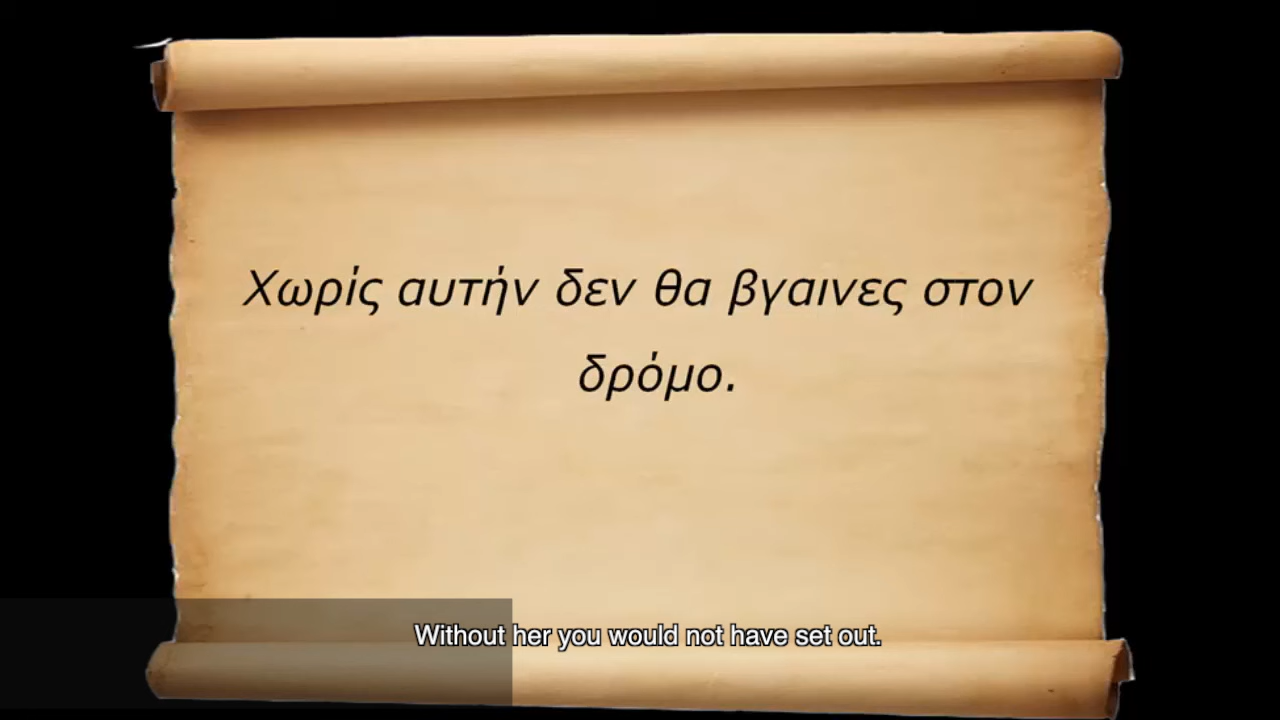 Χωρίς αυτήν δεν θα βγαινες στον
δρόμο.
Without her you would not have set out.